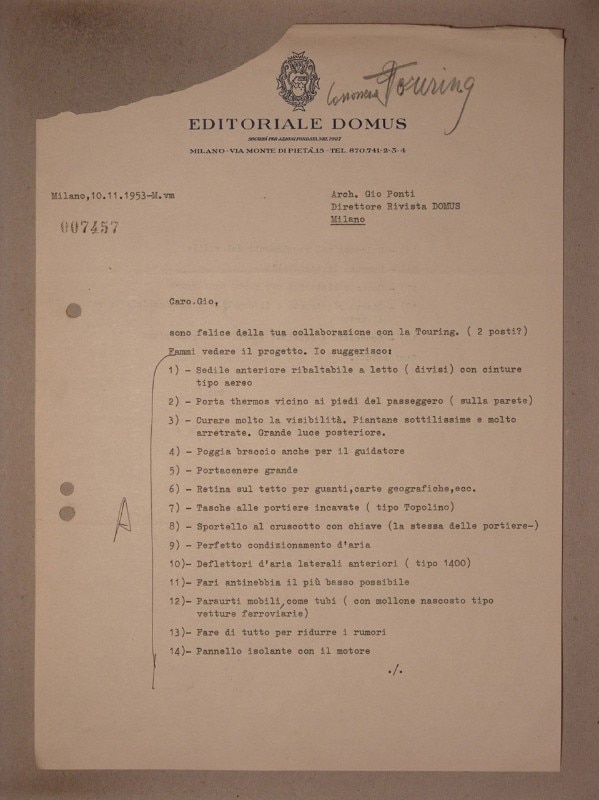 Carrozzeria Touring
EDITORIALE DOMUS
SOCIETÀ PER AZIONI FONDATA NEL 1927
MILANO - VIA MONTE DI PIETÀ, 15 - TEL. 870.741-2-3-4
Milano,10.11.1953-M.vm
Arch. Gio Ponti
Direttore Rivista DOMUS
Milano
007457
Caro.Gio,
sono felice della tua collaborazione con la Touring. ( 2 posti?)
Fammi vedere il progetto. Io suggerisco:
1) - Sedile anteriore ribaltabile a letto ( divisi) con cinture
tipo aereo
2) - Porta thermos vicino ai piedi del passeggero ( sulla parete)
3) - Curare molto la visibilità. Piantane sottilissime e molto
arretrate. Grande luce posteriore.
4) - Poggia braccio anche per il guidatore
5) - Portacenere grande
6) - Retina sul tetto per guanti,carte geografiche,ecc.
7) - Tasche alle portiere incavate ( tipo Topolino)
8) - Sportello al cruscotto con chiave (la stessa delle portiere-)
9) - Perfetto condizionamento d'aria
10)- Deflettori d'aria laterali anteriori ( tipo 1400)
11)- Fari antinebbia il più basso possibile
12)- Paraurti mobili,come tubi ( con mollone nascosto tipo
vetture ferroviarie)
13)- Fare di tutto per ridurre i rumori
14)- Pannello isolante con il motore
./.